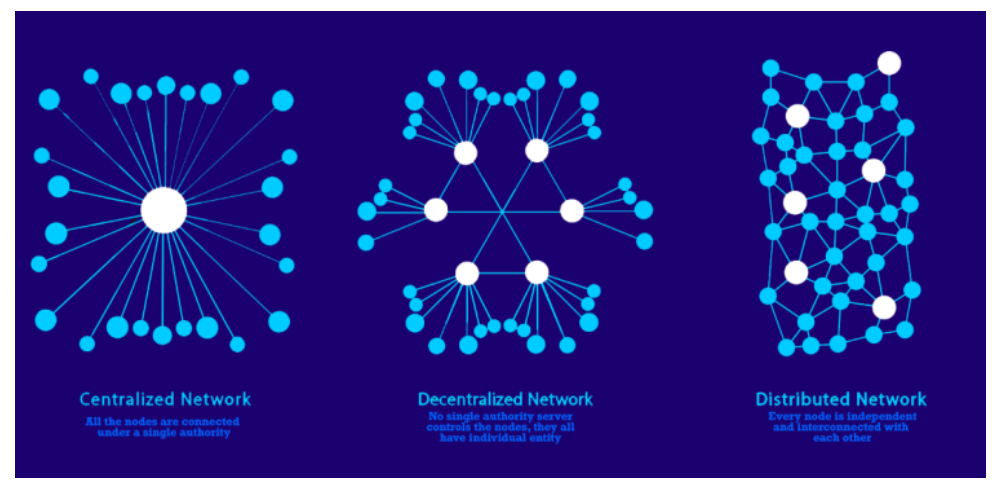 Centralized Network
All the nodes are connected
under a single authority
Decentralized Network
No single authority server
controls the nodes, they all
have individual entity
Distributed Network
Every node is independent
and interconnected with
each other